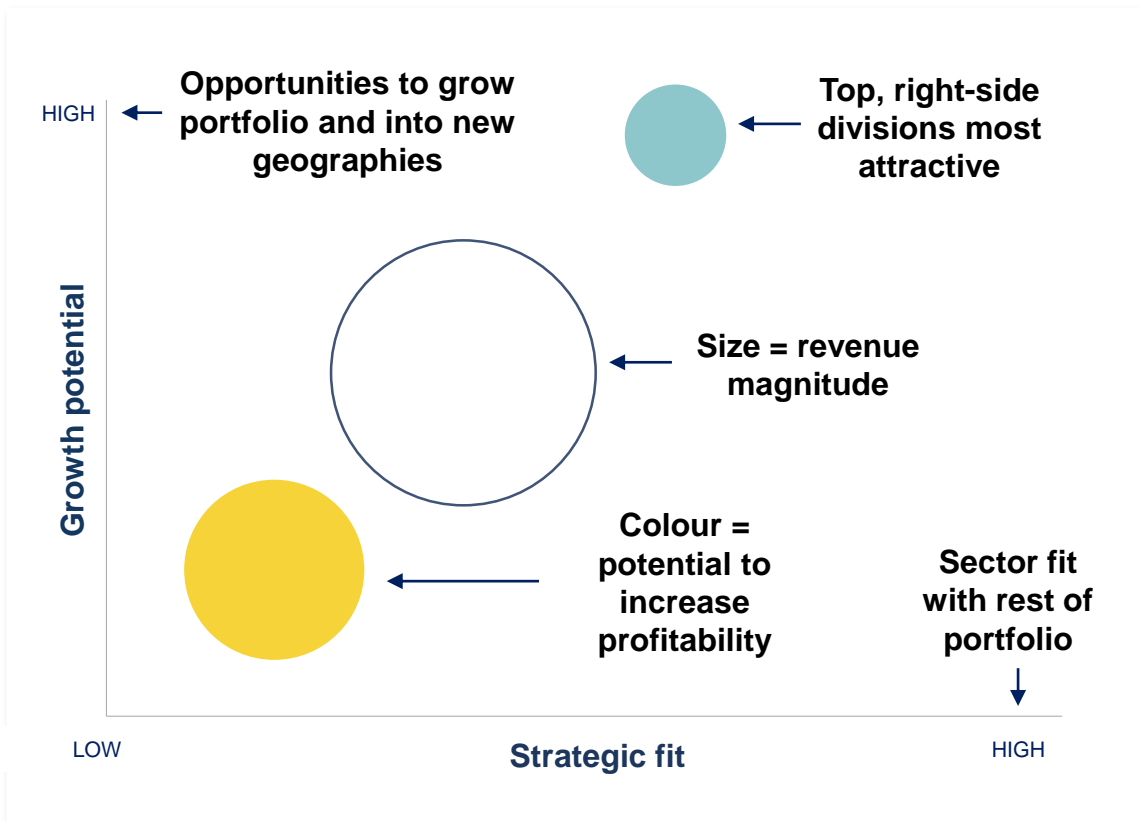 HIGH
Opportunities to grow
portfolio and into new
geographies
Top, right-side
divisions most
attractive
Growth potential
Size = revenue
magnitude
Colour =
potential to
increase
profitability
Sector fit
with rest of
portfolio
LOW
Strategic fit
HIGH